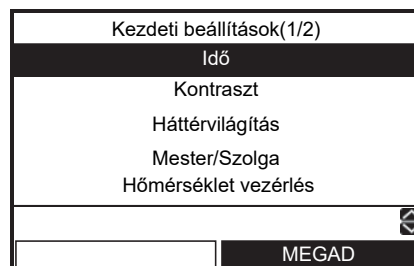 Kezdeti beállítások(1/2)
Idő
Kontraszt
Háttérvilágítás
Mester/Szolga
Hőmérséklet vezérlés
MEGAD